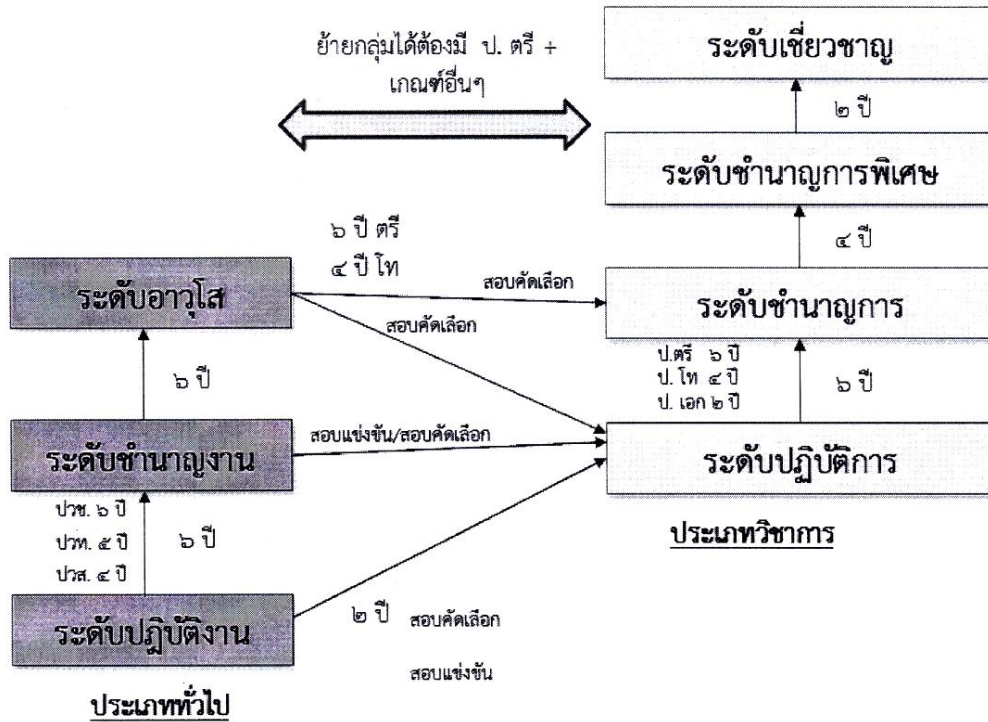 ย้ายกลุ่มได้ต้องมี ป. ตรี +
เกณฑ์อื่นๆ
ระดับเชี่ยวชาญ
๒ ปี
ระดับชำนาญการพิเศษ
๔ ปี
๖ ปี ตรี
๔ ปี โท
สอบคัดเลือก
ระดับอาวุโส
ระดับชำนาญการ
สอบคัดเลือก
ป.ตรี ๖ ปี
ป. โท ๔ ปี
ป. เอก ๒ ปี
๖ ปี
๖ ปี
สอบแข่งขัน/สอบคัดเลือก
ระดับชำนาญงาน
ระดับปฏิบัติการ
ประเภทวิชาการ
ปวช. ๖ ปี
ปวท. ๕ ปี
ปวส. ๔ ปี
๖ ปี
ระดับปฏิบัติงาน
๒ ปี สอบคัดเลือก
สอบแข่งขัน
ประเภททั่วไป